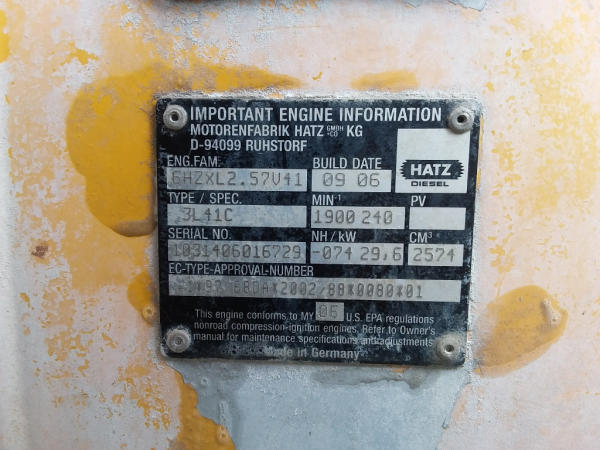 IMPORTANT ENGINE INFORMATION
MOTORENFABRIK HATZ GMBH +CO KG
D-94099 RUHSTORF
HATZ
DIESEL
ENG.FAM. BUILD DATE
6HZXL2.57V41 09 06
TYPE / SPEC. MIN-1 PV
3L41C 1900 240
SERIAL NO. NH / kW CM³
1031406016729 -074 29,6 2574
EC-TYPE-APPROVAL-NUMBER
68DA*2002/88*0080*01
This engine conforms to MY 06 U.S. EPA regulations
nonroad compression-ignition engines. Refer to Owner's
manual for maintenance specifications and adjustments
Made in Germany